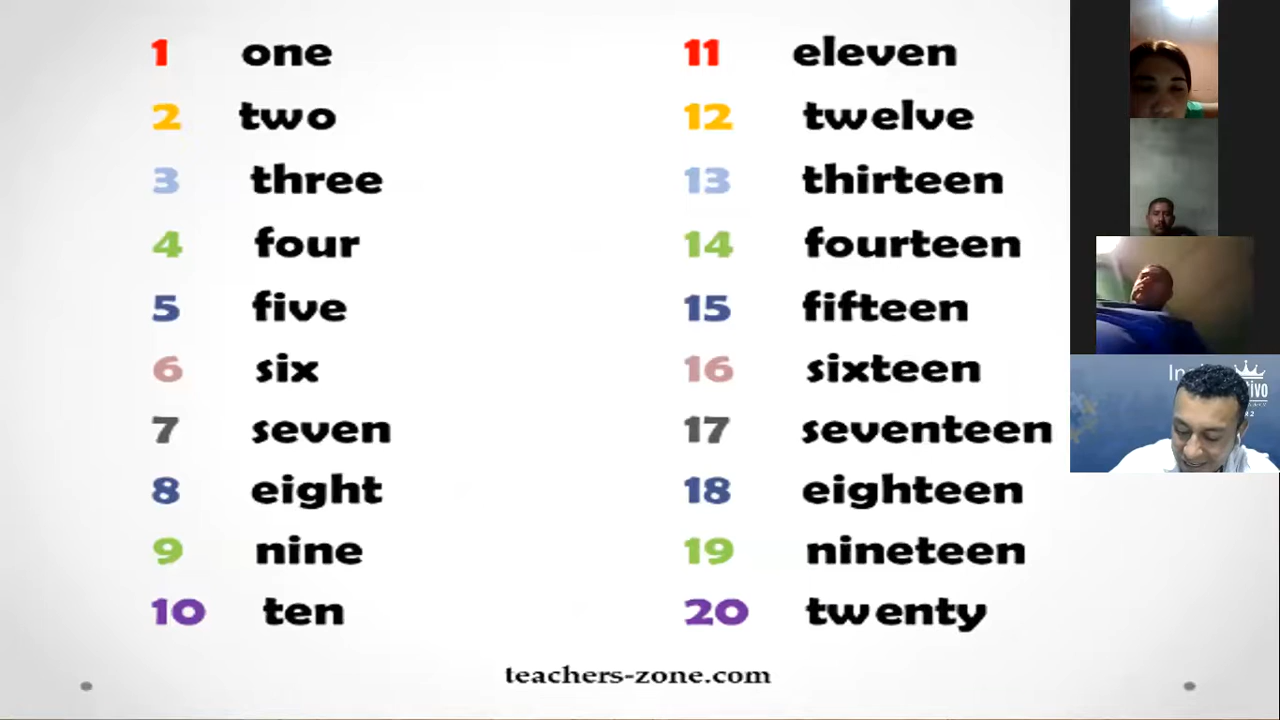 1 one
2 two
3 three
4 four
5 five
6 six
7 seven
8 eight
9 nine
10 ten
11 eleven
12 twelve
13 thirteen
14 fourteen
15 fifteen
16 sixteen
17 seventeen
18 eighteen
19 nineteen
20 twenty
teachers-zone.com